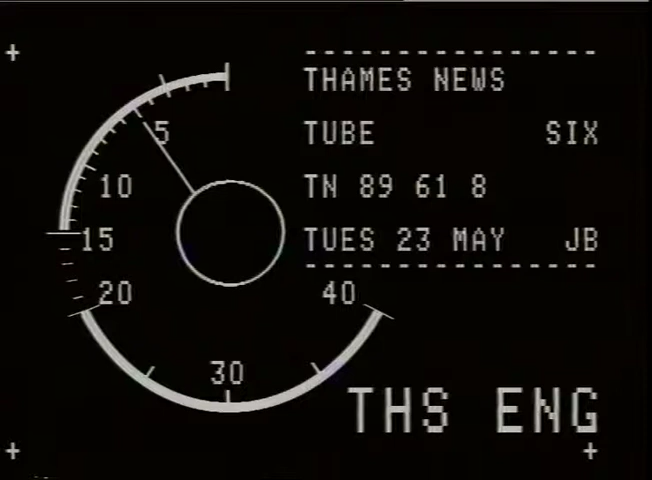 THAMES NEWS
TUBE SIX
TN 89 61 8
TUES 23 MAY JB
5
10
15
20
30
40
THS ENG